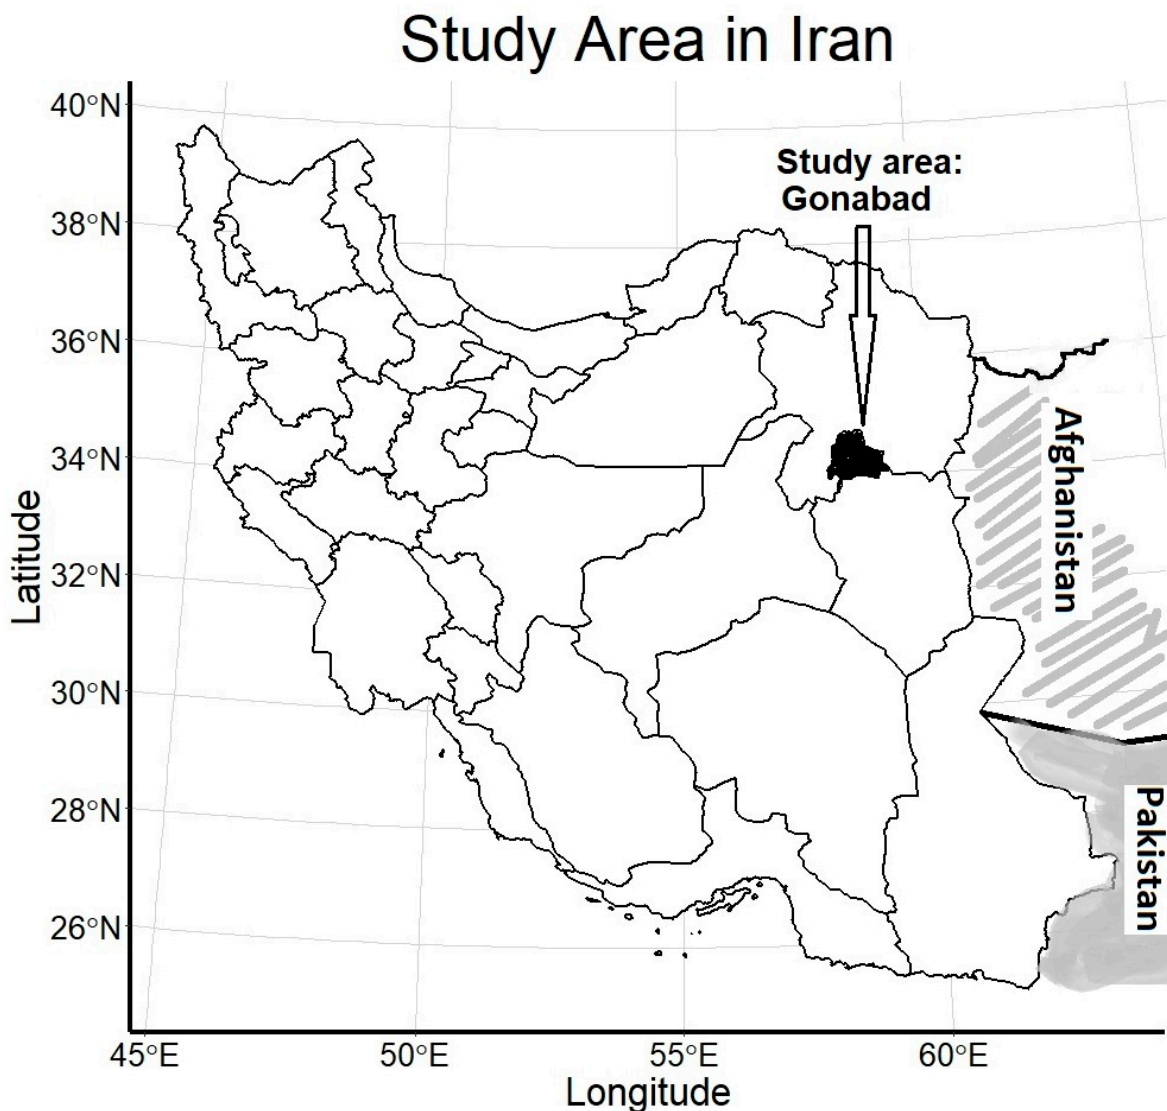 Study Area in Iran
40°N
38°N
36°N
34°N
32°N
30°N
28°N
26°N
Latitude
Study area:
Gonabad
Afghanistan
Pakistan
45°E
50°E
55°E
60°E
Longitude